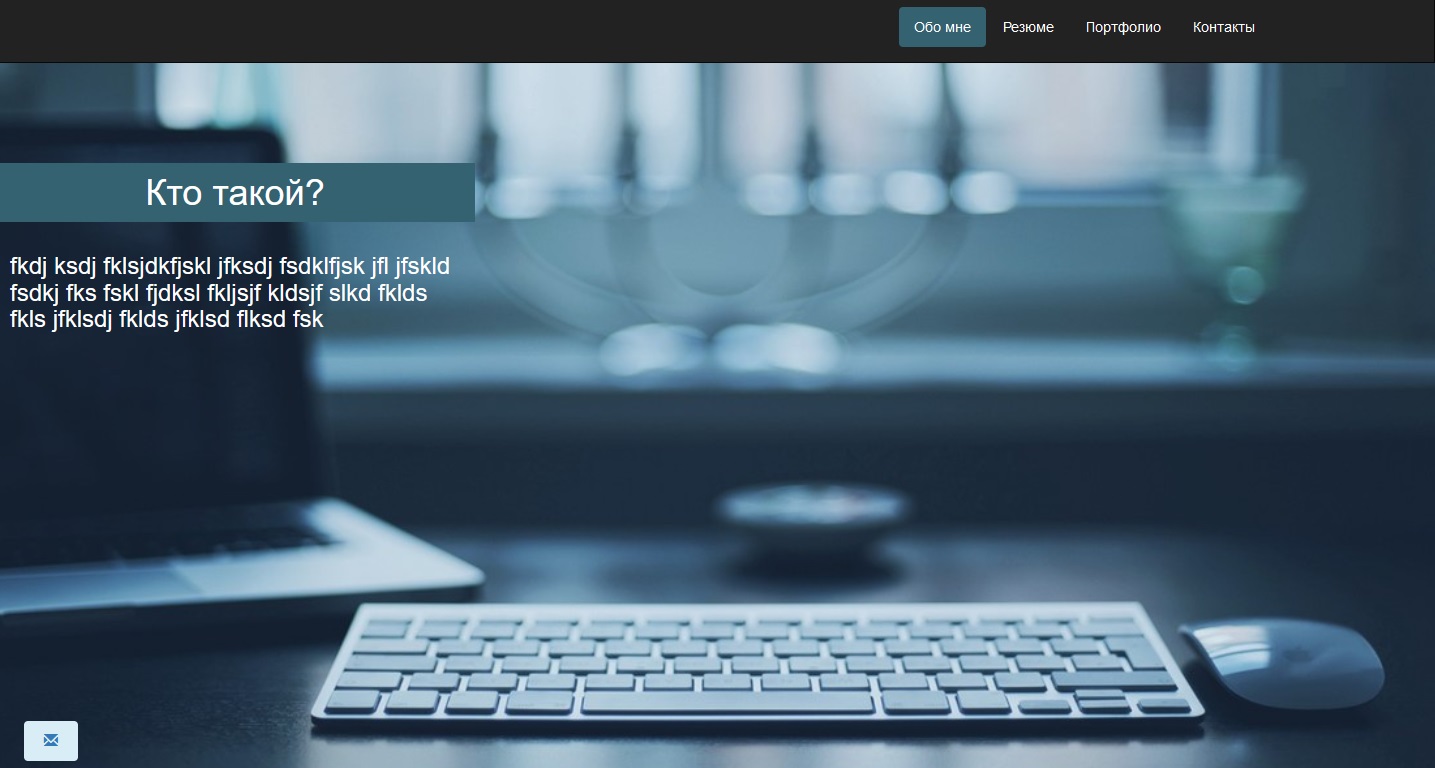 Обо мне Резюме Портфолио Контакты
Кто такой?
fkdj ksdj fklsjdkfjskl jfksdj fsdklfjsk jfl jfskld
fsdkj fks fskl fjdksl fkljsjf kldsjf slkd fklds
fkls jfklsdj fklds jfklsd flksd fsk